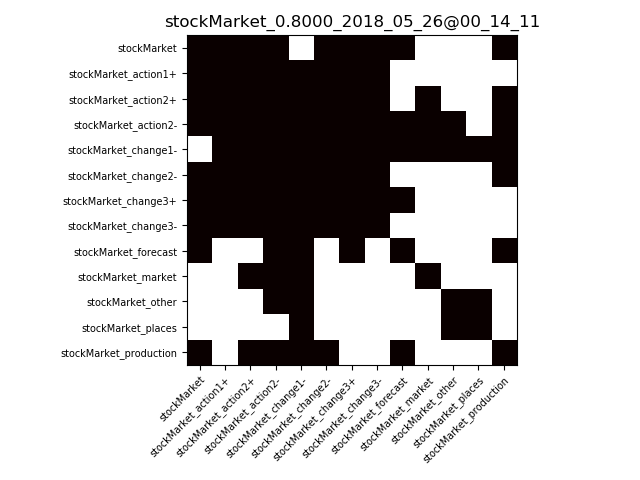 stockMarket_0.8000_2018_05_26@00_14_11
stockMarket
stockMarket_action1+
stockMarket_action2+
stockMarket_action2-
stockMarket_change1-
stockMarket_change2-
stockMarket_change3+
stockMarket_change3-
stockMarket_forecast
stockMarket_market
stockMarket_other
stockMarket_places
stockMarket_production
stockMarket
stockMarket_action1+
stockMarket_action2+
stockMarket_action2-
stockMarket_change1-
stockMarket_change2-
stockMarket_change3+
stockMarket_change3-
stockMarket_forecast
stockMarket_market
stockMarket_other
stockMarket_places
stockMarket_production